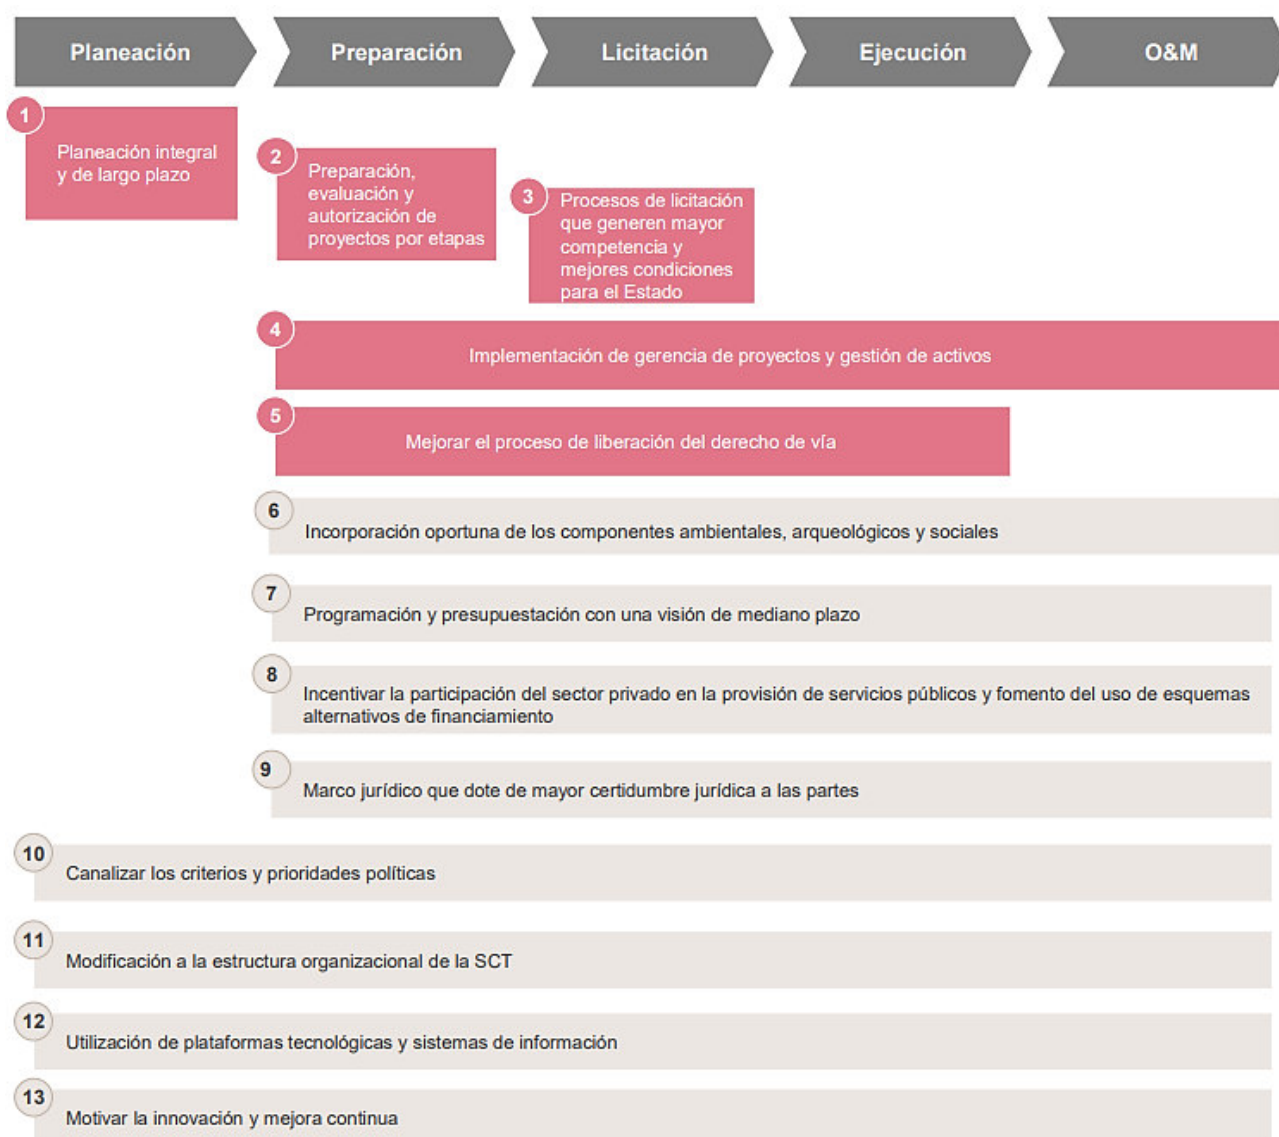 Planeación
Preparación
Licitación
Ejecución
O&M
1
Planeación integral
y de largo plazo
2
Preparación,
evaluación y
autorización de
proyectos por etapas
3
Procesos de licitación
que generen mayor
competencia y
mejores condiciones
para el Estado
4
Implementación de gerencia de proyectos y gestión de activos
5
Mejorar el proceso de liberación del derecho de vía
6
Incorporación oportuna de los componentes ambientales, arqueológicos y sociales
7
Programación y presupuestación con una visión de mediano plazo
8
Incentivar la participación del sector privado en la provisión de servicios públicos y fomento del uso de esquemas
alternativos de financiamiento
9
Marco jurídico que dote de mayor certidumbre jurídica a las partes
10
Canalizar los criterios y prioridades políticas
11
Modificación a la estructura organizacional de la SCT
12
Utilización de plataformas tecnológicas y sistemas de información
13
Motivar la innovación y mejora continua